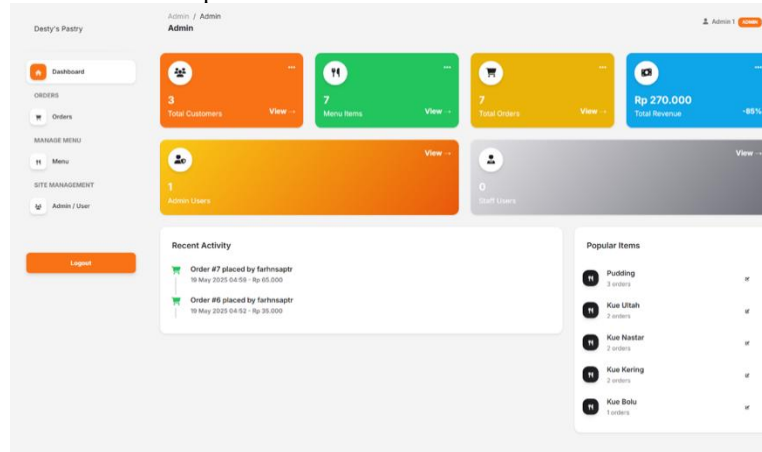 Desty's Pastry
Admin / Admin
Admin
Admin 1 ADMIN
Dashboard
ORDERS
Orders
MANAGE MENU
Menu
SITE MANAGEMENT
Admin / User
Logout
3
Total Customers
View →
7
Menu Items
View →
7
Total Orders
View →
Rp 270.000
Total Revenue
-85%
1
Admin Users
View →
0
Staff Users
View →
Recent Activity
Order #7 placed by farhnsaptr
19 May 2025 04:59 - Rp 65.000
Order #6 placed by farhnsaptr
19 May 2025 04:52 - Rp 35.000
Popular Items
Pudding
3 orders
Kue Ultah
2 orders
Kue Nastar
2 orders
Kue Kering
2 orders
Kue Bolu
1 orders